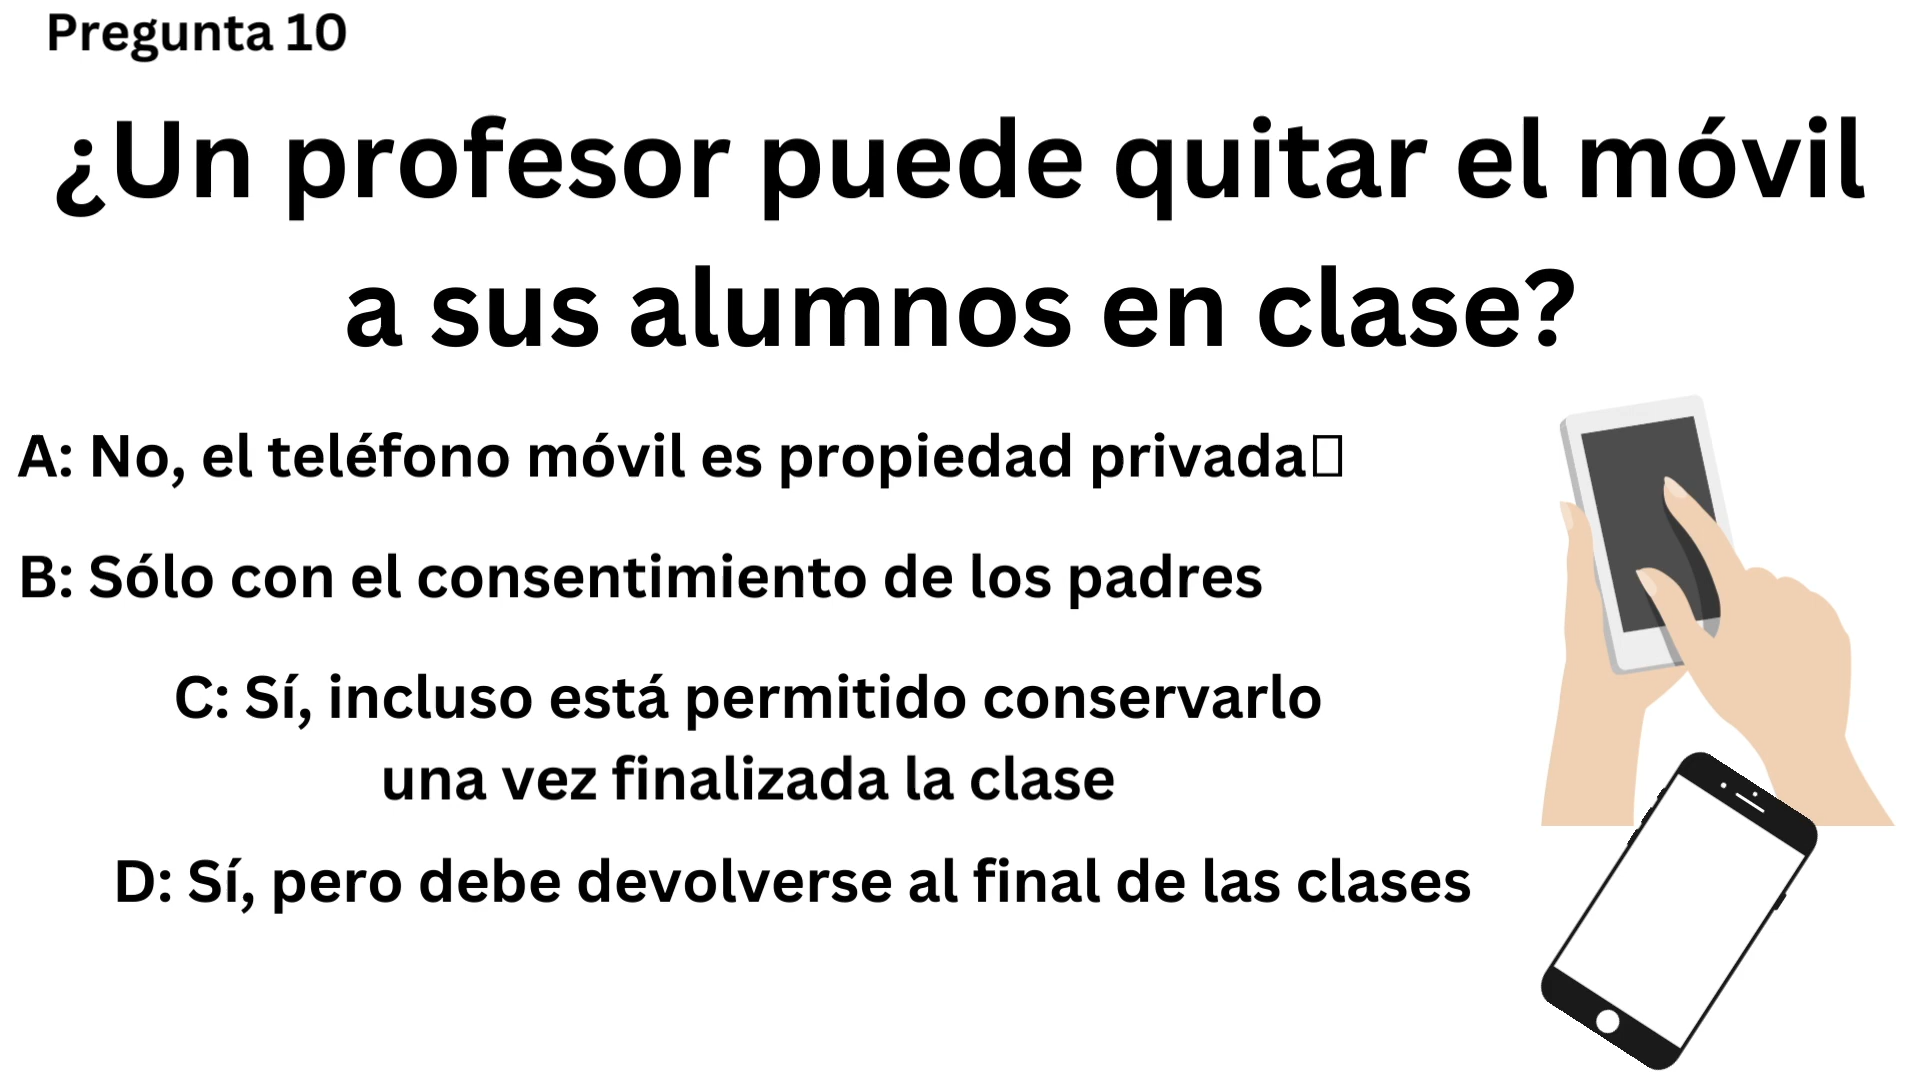 Pregunta 10
¿Un profesor puede quitar el móvil
a sus alumnos en clase?
A: No, el teléfono móvil es propiedad privada
B: Sólo con el consentimiento de los padres
C: Sí, incluso está permitido conservarlo
una vez finalizada la clase
D: Sí, pero debe devolverse al final de las clases